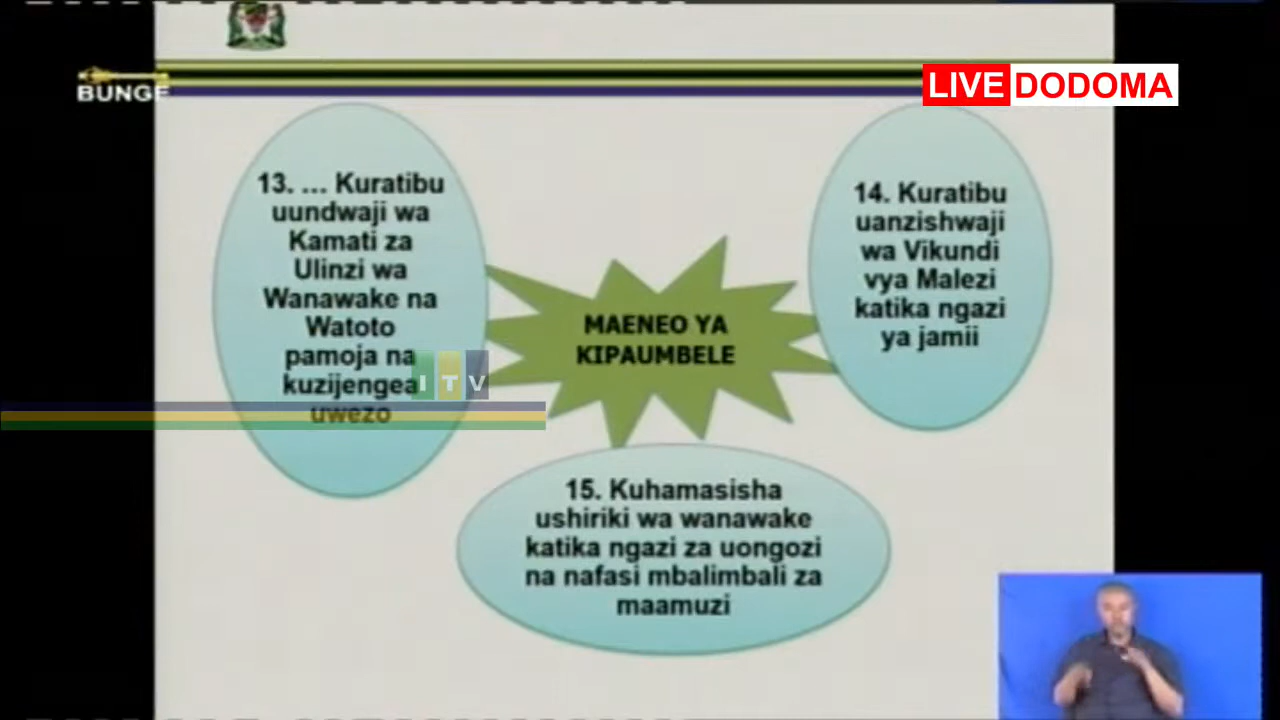 BUNGE
LIVE DODOMA
13. ... Kuratibu
uundwaji wa
Kamati za
Ulinzi wa
Wanawake na
Watoto
pamoja na
kuzijengea
uwezo
ITV
MAENEO YA
KIPAUMBELE
14. Kuratibu
uanzishwaji
wa Vikundi
vya Malezi
katika ngazi
ya jamii
15. Kuhamasisha
ushiriki wa wanawake
katika ngazi za uongozi
na nafasi mbalimbali za
maamuzi